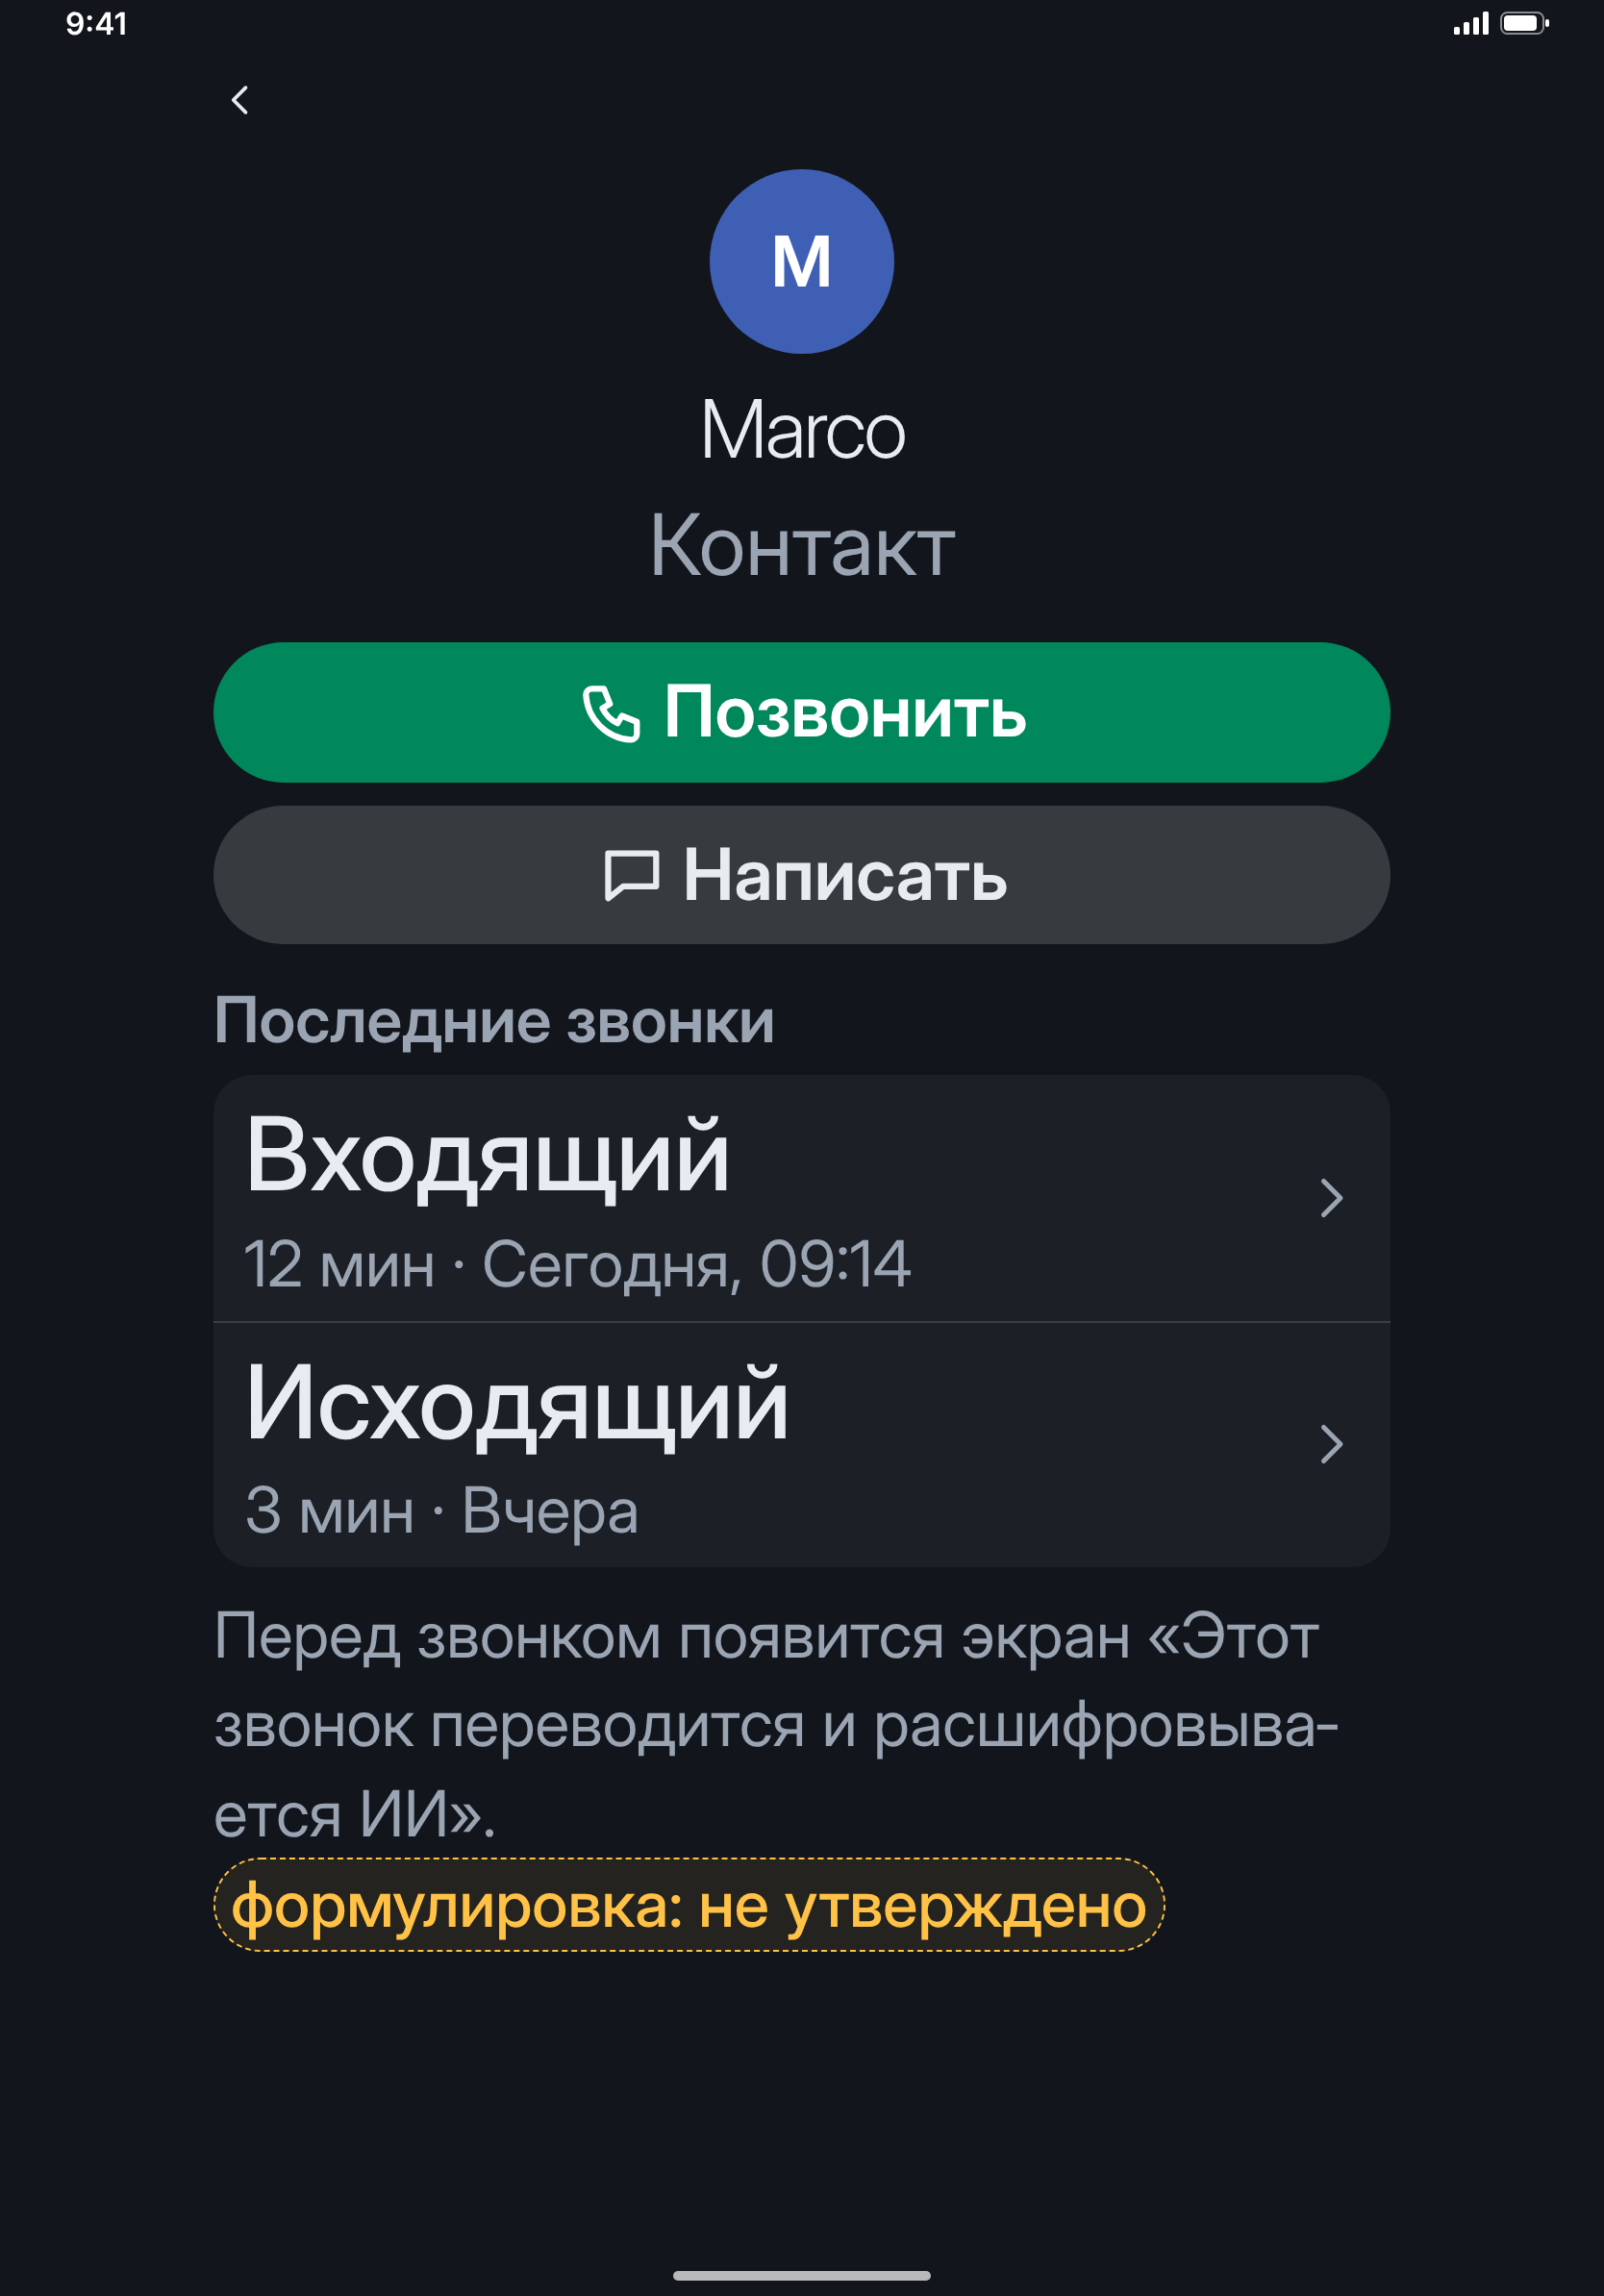 9:41
M
Marco
Контакт
Позвонить
Написать
Последние звонки
Входящий
12 мин · Сегодня, 09:14
Исходящий
3 мин · Вчера
Перед звонком появится экран «Этот
звонок переводится и расшифровыва-
ется ИИ».
формулировка: не утверждено